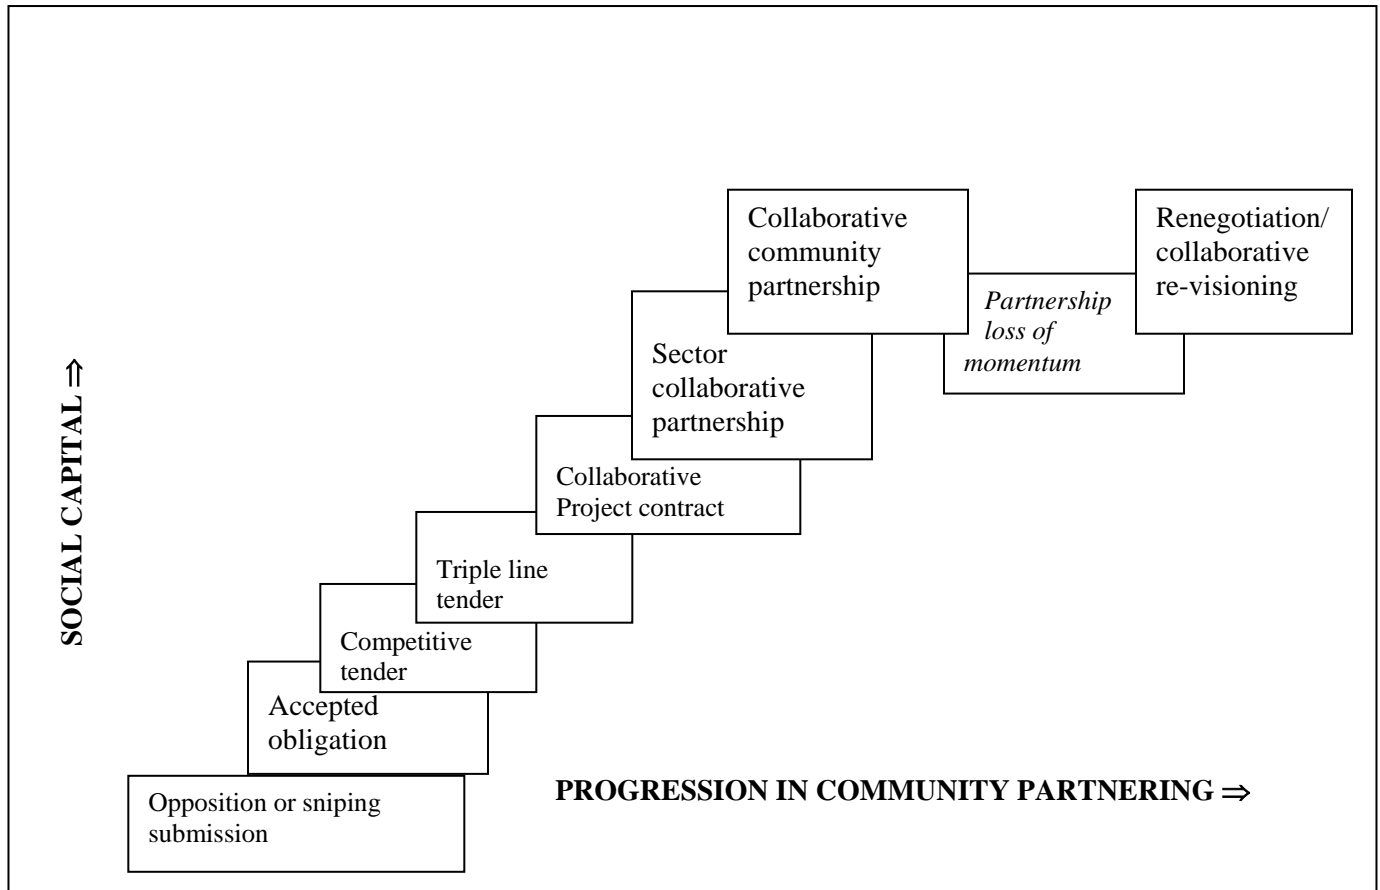 Collaborative
community
partnership
Renegotiation/
collaborative
re-visioning
Partnership
loss of
momentum
Sector
collaborative
partnership
Collaborative
Project contract
Triple line
tender
Competitive
tender
Accepted
obligation
Opposition or sniping
submission
SOCIAL CAPITAL ⇒
PROGRESSION IN COMMUNITY PARTNERING ⇒